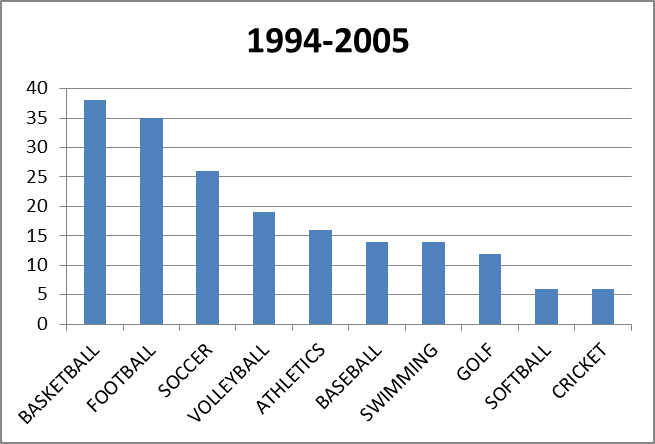 1994-2005
40
35
30
25
20
15
10
5
0
BASKETBALL
FOOTBALL
SOCCER
VOLLEYBALL
ATHLETICS
BASEBALL
SWIMMING
GOLF
SOFTBALL
CRICKET